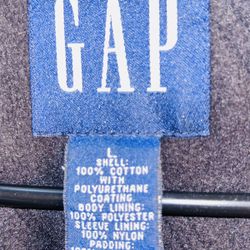 GAP
L
SHELL:
100% COTTON
WITH
POLYURETHANE
COATING
BODY LINING:
100% POLYESTER
SLEEVE LINING:
100% NYLON
PADDING: